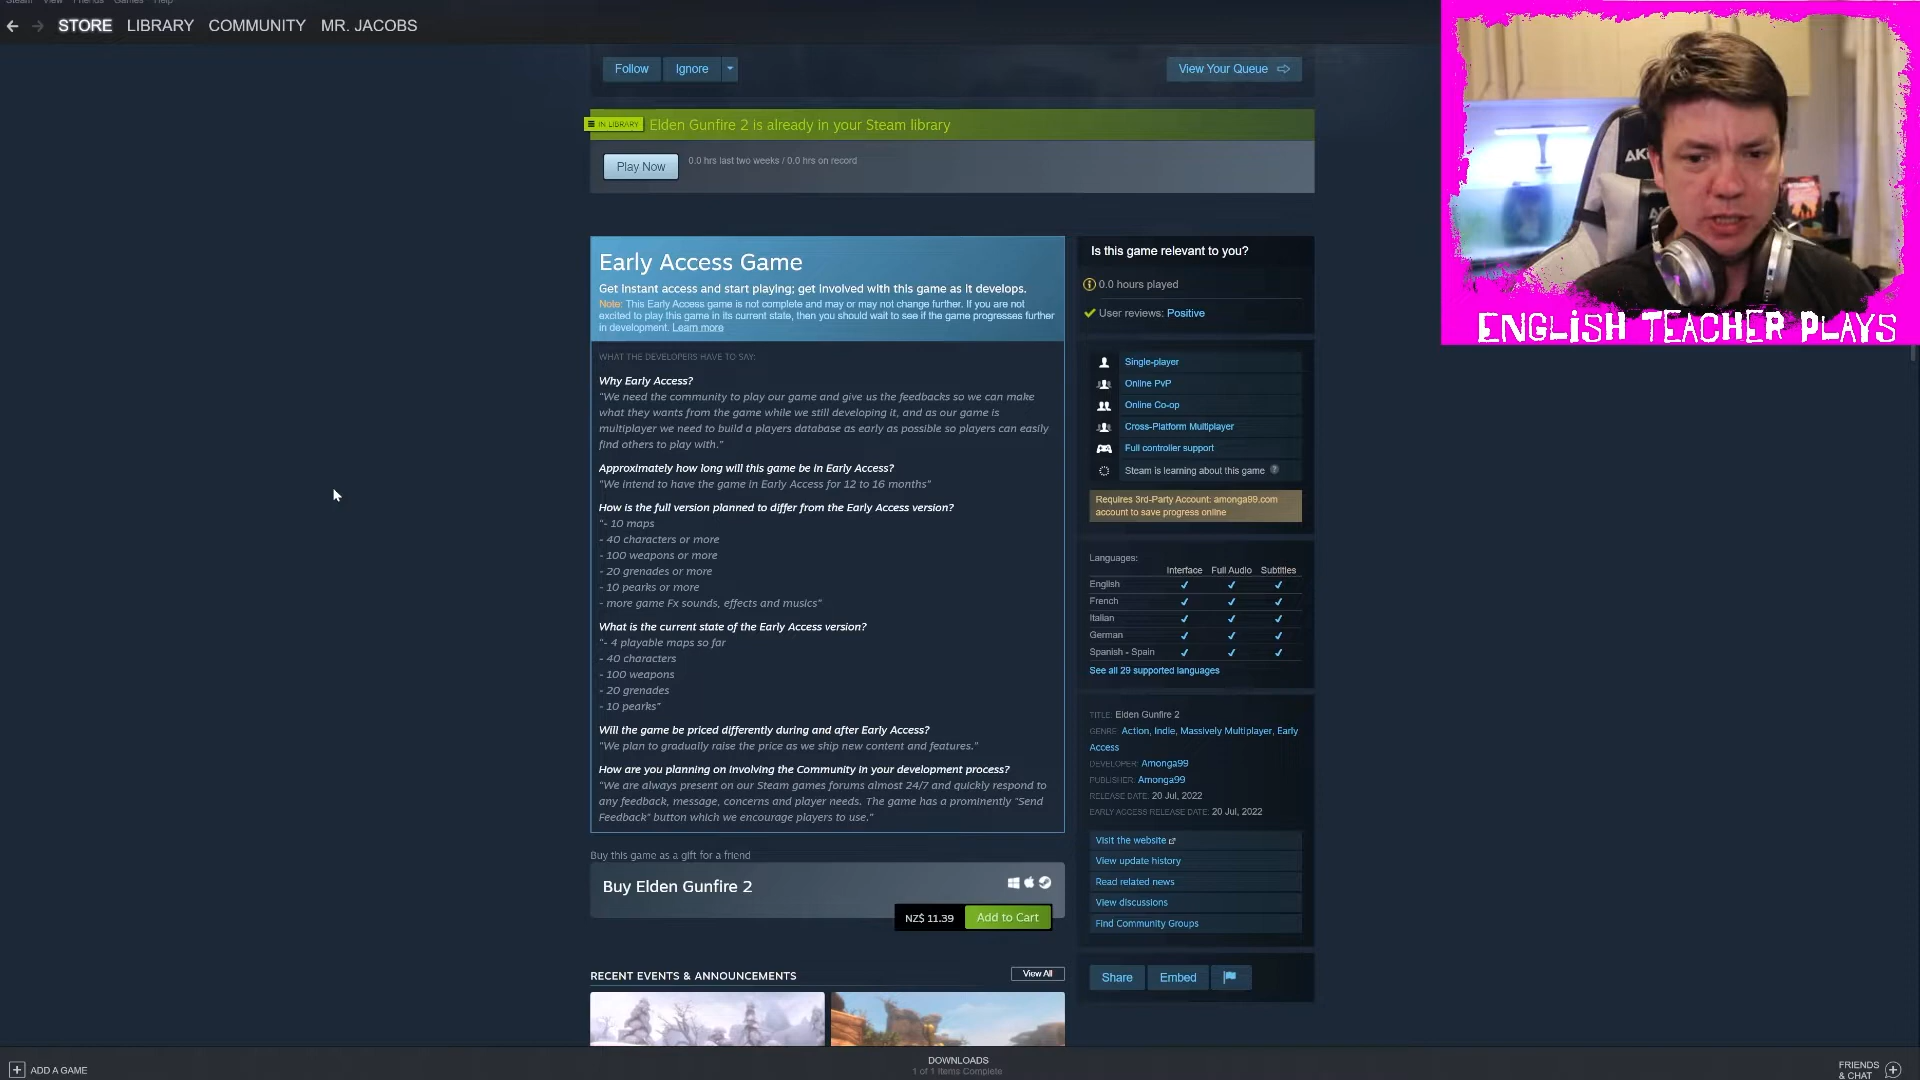 Steam View Friends Games Help
STORE LIBRARY COMMUNITY MR. JACOBS
Follow Ignore View Your Queue
IN LIBRARY Elden Gunfire 2 is already in your Steam library
Play Now 0.0 hrs last two weeks / 0.0 hrs on record
Early Access Game
Get instant access and start playing; get involved with this game as it develops.
Note: This Early Access game is not complete and may or may not change further. If you are not
excited to play this game in its current state, then you should wait to see if the game progresses further
in development. Learn more
WHAT THE DEVELOPERS HAVE TO SAY:
Why Early Access?
"We need the community to play our game and give us the feedbacks so we can make
what they wants from the game while we still developing it, and as our game is
multiplayer we need to build a players database as early as possible so players can easily
find others to play with."
Approximately how long will this game be in Early Access?
"We intend to have the game in Early Access for 12 to 16 months"
How is the full version planned to differ from the Early Access version?
"- 10 maps
- 40 characters or more
- 100 weapons or more
- 20 grenades or more
- 10 pearks or more
- more game Fx sounds, effects and musics"
What is the current state of the Early Access version?
"- 4 playable maps so far
- 40 characters
- 100 weapons
- 20 grenades
- 10 pearks"
Will the game be priced differently during and after Early Access?
"We plan to gradually raise the price as we ship new content and features."
How are you planning on involving the Community in your development process?
"We are always present on our Steam games forums almost 24/7 and quickly respond to
any feedback, message, concerns and player needs. The game has a prominently "Send
Feedback" button which we encourage players to use."
Buy this game as a gift for a friend
Buy Elden Gunfire 2
NZ$ 11.39 Add to Cart
RECENT EVENTS & ANNOUNCEMENTS View All
Is this game relevant to you?
0.0 hours played
User reviews: Positive
Single-player
Online PvP
Online Co-op
Cross-Platform Multiplayer
Full controller support
Steam is learning about this game ?
Requires 3rd-Party Account: amonga99.com
account to save progress online
Languages:
Interface Full Audio Subtitles
English ✔ ✔ ✔
French ✔ ✔ ✔
Italian ✔ ✔ ✔
German ✔ ✔ ✔
Spanish - Spain ✔ ✔ ✔
See all 29 supported languages
TITLE: Elden Gunfire 2
GENRE: Action, Indie, Massively Multiplayer, Early
Access
DEVELOPER: Amonga99
PUBLISHER: Amonga99
RELEASE DATE: 20 Jul, 2022
EARLY ACCESS RELEASE DATE: 20 Jul, 2022
Visit the website
View update history
Read related news
View discussions
Find Community Groups
Share Embed
ENGLISH TEACHER PLAYS
ADD A GAME
DOWNLOADS
1 of 1 Items Complete
FRIENDS
& CHAT